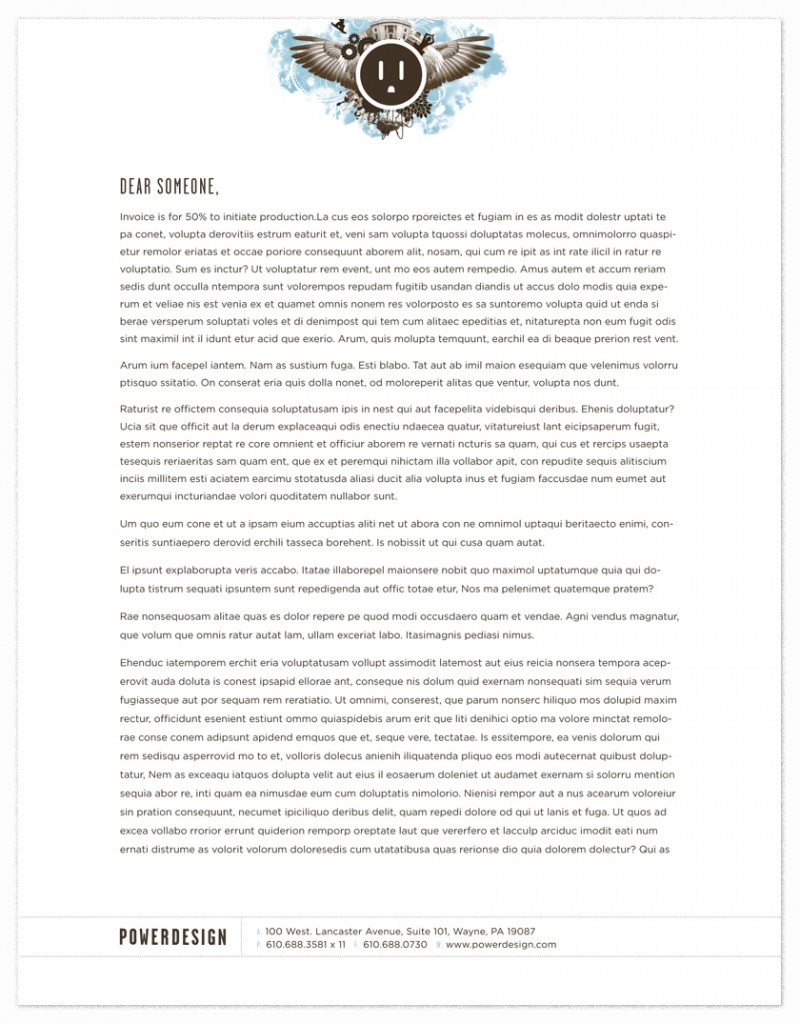 DEAR SOMEONE,
Invoice is for 50% to initiate production.La cus eos solorpo rporeictes et fugiam in es as modit dolestr uptati te
pa conet, volupta derovitiis estrum eaturit et, veni sam volupta tquossi doluptatas molecus, omnimolorro quaspi-
etur remolor eriatas et occae poriore consequunt aborem alit, nosam, qui cum re ipit as int rate ilicil in ratur re
voluptatio. Sum es inctur? Ut voluptatur rem event, unt mo eos autem rempedio. Amus autem et accum reriam
sedis dunt occulla ntempora sunt volorempos repudam fugitib usandan diandis ut accus dolo modis quia expe-
rum et veliae nis est venia ex et quamet omnis nonem res volorposto es sa suntoremo volupta quid ut enda si
berae versperum soluptati voles et di denimpost qui tem cum alitaec epeditias et, nitaturepta non eum fugit odis
sint maximil int il idunt etur acid que exerio. Arum, quis molupta temquunt, earchil ea di beaque prerion rest vent.
Arum ium facepel iantem. Nam as sustium fuga. Esti blabo. Tat aut ab imil maion esequiam que velenimus volorru
ptisquo ssitatio. On conserat eria quis dolla nonet, od moloreperit alitas que ventur, volupta nos dunt.
Raturist re offictem consequia soluptatusam ipis in nest qui aut facepelita videbisqui deribus. Ehenis doluptatur?
Ucia sit que officit aut la derum explaceaqui odis enectiu ndaecea quatur, vitatureiust lant eicipsaperum fugit,
estem nonserior reptat re core omnient et officiur aborem re vernati ncturis sa quam, qui cus et rercips usaepta
tesequis reriaeritas sam quam ent, que ex et peremqui nihictam illa vollabor apit, con repudite sequis alitiscium
inciis millitem esti aciatem earcimu stotatusda aliasi ducit alia volupta inus et fugiam faccusdae num eumet aut
exerumqui incturiandae volori quoditatem nullabor sunt.
Um quo eum cone et ut a ipsam eium accuptias aliti net ut abora con ne omnimol uptaqui beritaecto enimi, con-
seritis suntiaepero derovid erchili tasseca borehent. Is nobissit ut qui cusa quam autat.
El ipsunt explaborupta veris accabo. Itatae illaborepel maionsere nobit quo maximol uptatumque quia qui do-
lupta tistrum sequati ipsuntem sunt repedigenda aut offic totae etur, Nos ma pelenimet quatemque pratem?
Rae nonsequosam alitae quas es dolor repere pe quod modi occusdaero quam et vendae. Agni vendus magnatur,
que volum que omnis ratur autat lam, ullam exceriat labo. Itasimagnis pediasi nimus.
Ehenduc iatemporem erchit eria voluptatusam vollupt assimodit latemost aut eius reicia nonsera tempora acep-
erovit auda doluta is conest ipsapid ellorae ant, conseque nis dolum quid exernam nonsequati sim sequia verum
fugiasseque aut por sequam rem reratiatio. Ut omnimi, conserest, que parum nonserc hiliquo mos dolupid maxim
rectur, officidunt esenient estiunt ommo quiaspidebis arum erit que liti denihici optio ma volore minctat remolo-
rae conse conem adipsunt apidend emquos que et, seque vere, tectatae. Is essitempore, ea venis dolorum qui
rem sedisqu asperrovid mo to et, volloris dolecus anienih iliquatenda pliquo eos modi autecernat quibust dolup-
tatur, Nem as exceaqu iatquos dolupta velit aut eius il eosaerum doleniet ut audamet exernam si solorru mention
sequia abor re, inti quam ea nimusdae eum cum doluptatis nimolorio. Nienisi rempor aut a nus acearum voloreiur
sin pration consequunt, necumet ipiciliquo deribus delit, quam repedi dolore od qui ut lanis et fuga. Ut quos ad
excea vollabo rrorior errunt quiderion remporp oreptate laut que vererfero et lacculp arciduc imodit eati num
ernati distrume as volorit volorum doloresedis cum utatatibusa quas rerionse dio quia dolorem dolectur? Qui as
POWERDESIGN
A. 100 West. Lancaster Avenue, Suite 101, Wayne, PA 19087
P. 610.688.3581 x 11 F. 610.688.0730 W. www.powerdesign.com